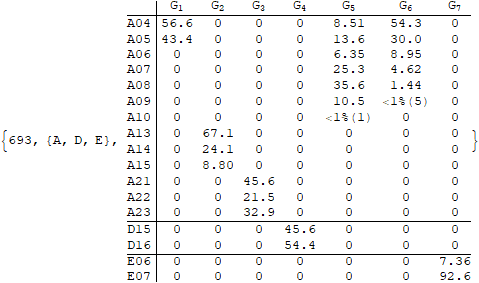 G1 G2 G3 G4 G5 G6 G7
A04 56.6 0 0 0 8.51 54.3 0
A05 43.4 0 0 0 13.6 30.0 0
A06 0 0 0 0 6.35 8.95 0
A07 0 0 0 0 25.3 4.62 0
A08 0 0 0 0 35.6 1.44 0
A09 0 0 0 0 10.5 <1%(5) 0
A10 0 0 0 0 <1%(1) 0 0
A13 0 67.1 0 0 0 0 0
{693, {A, D, E}, A14 0 24.1 0 0 0 0 0 }
A15 0 8.80 0 0 0 0 0
A21 0 0 45.6 0 0 0 0
A22 0 0 21.5 0 0 0 0
A23 0 0 32.9 0 0 0 0
D15 0 0 0 45.6 0 0 0
D16 0 0 0 54.4 0 0 0
E06 0 0 0 0 0 0 7.36
E07 0 0 0 0 0 0 92.6